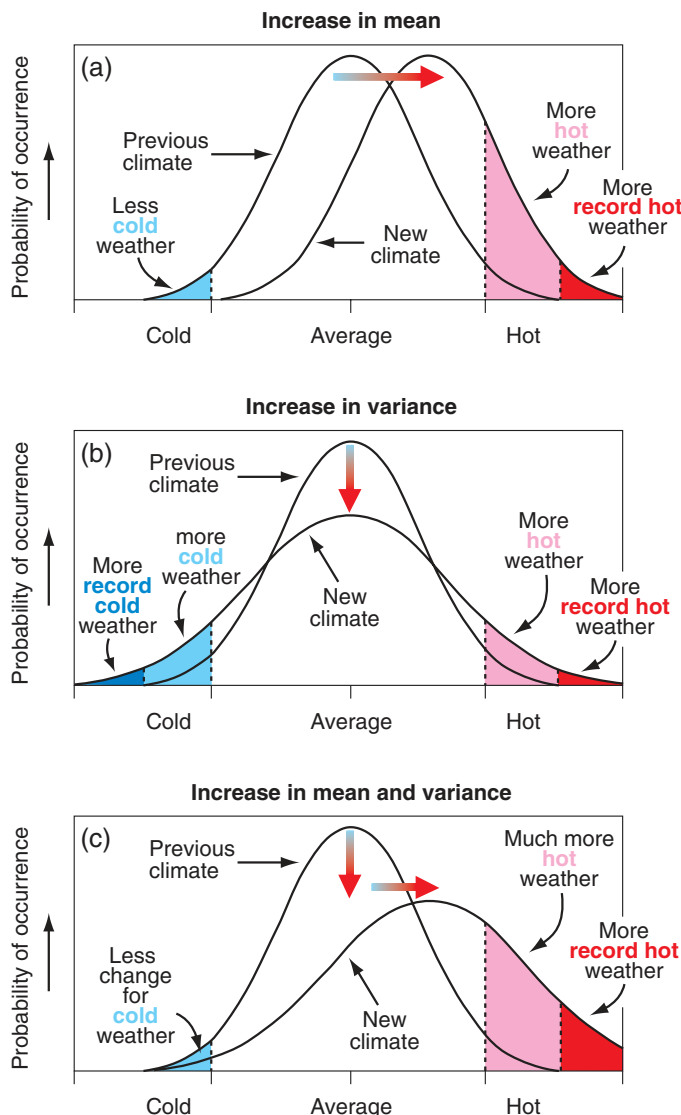 Increase in mean
(a)
Probability of occurrence
Previous
climate
Less
cold
weather
New
climate
More
hot
weather
More
record hot
weather
Cold
Average
Hot
Increase in variance
(b)
Probability of occurrence
Previous
climate
more
cold
weather
More
record
cold
weather
New
climate
More
hot
weather
More
record hot
weather
Cold
Average
Hot
Increase in mean and variance
(c)
Probability of occurrence
Previous
climate
Less
change
for
cold
weather
New
climate
Much more
hot
weather
More
record hot
weather
Cold
Average
Hot